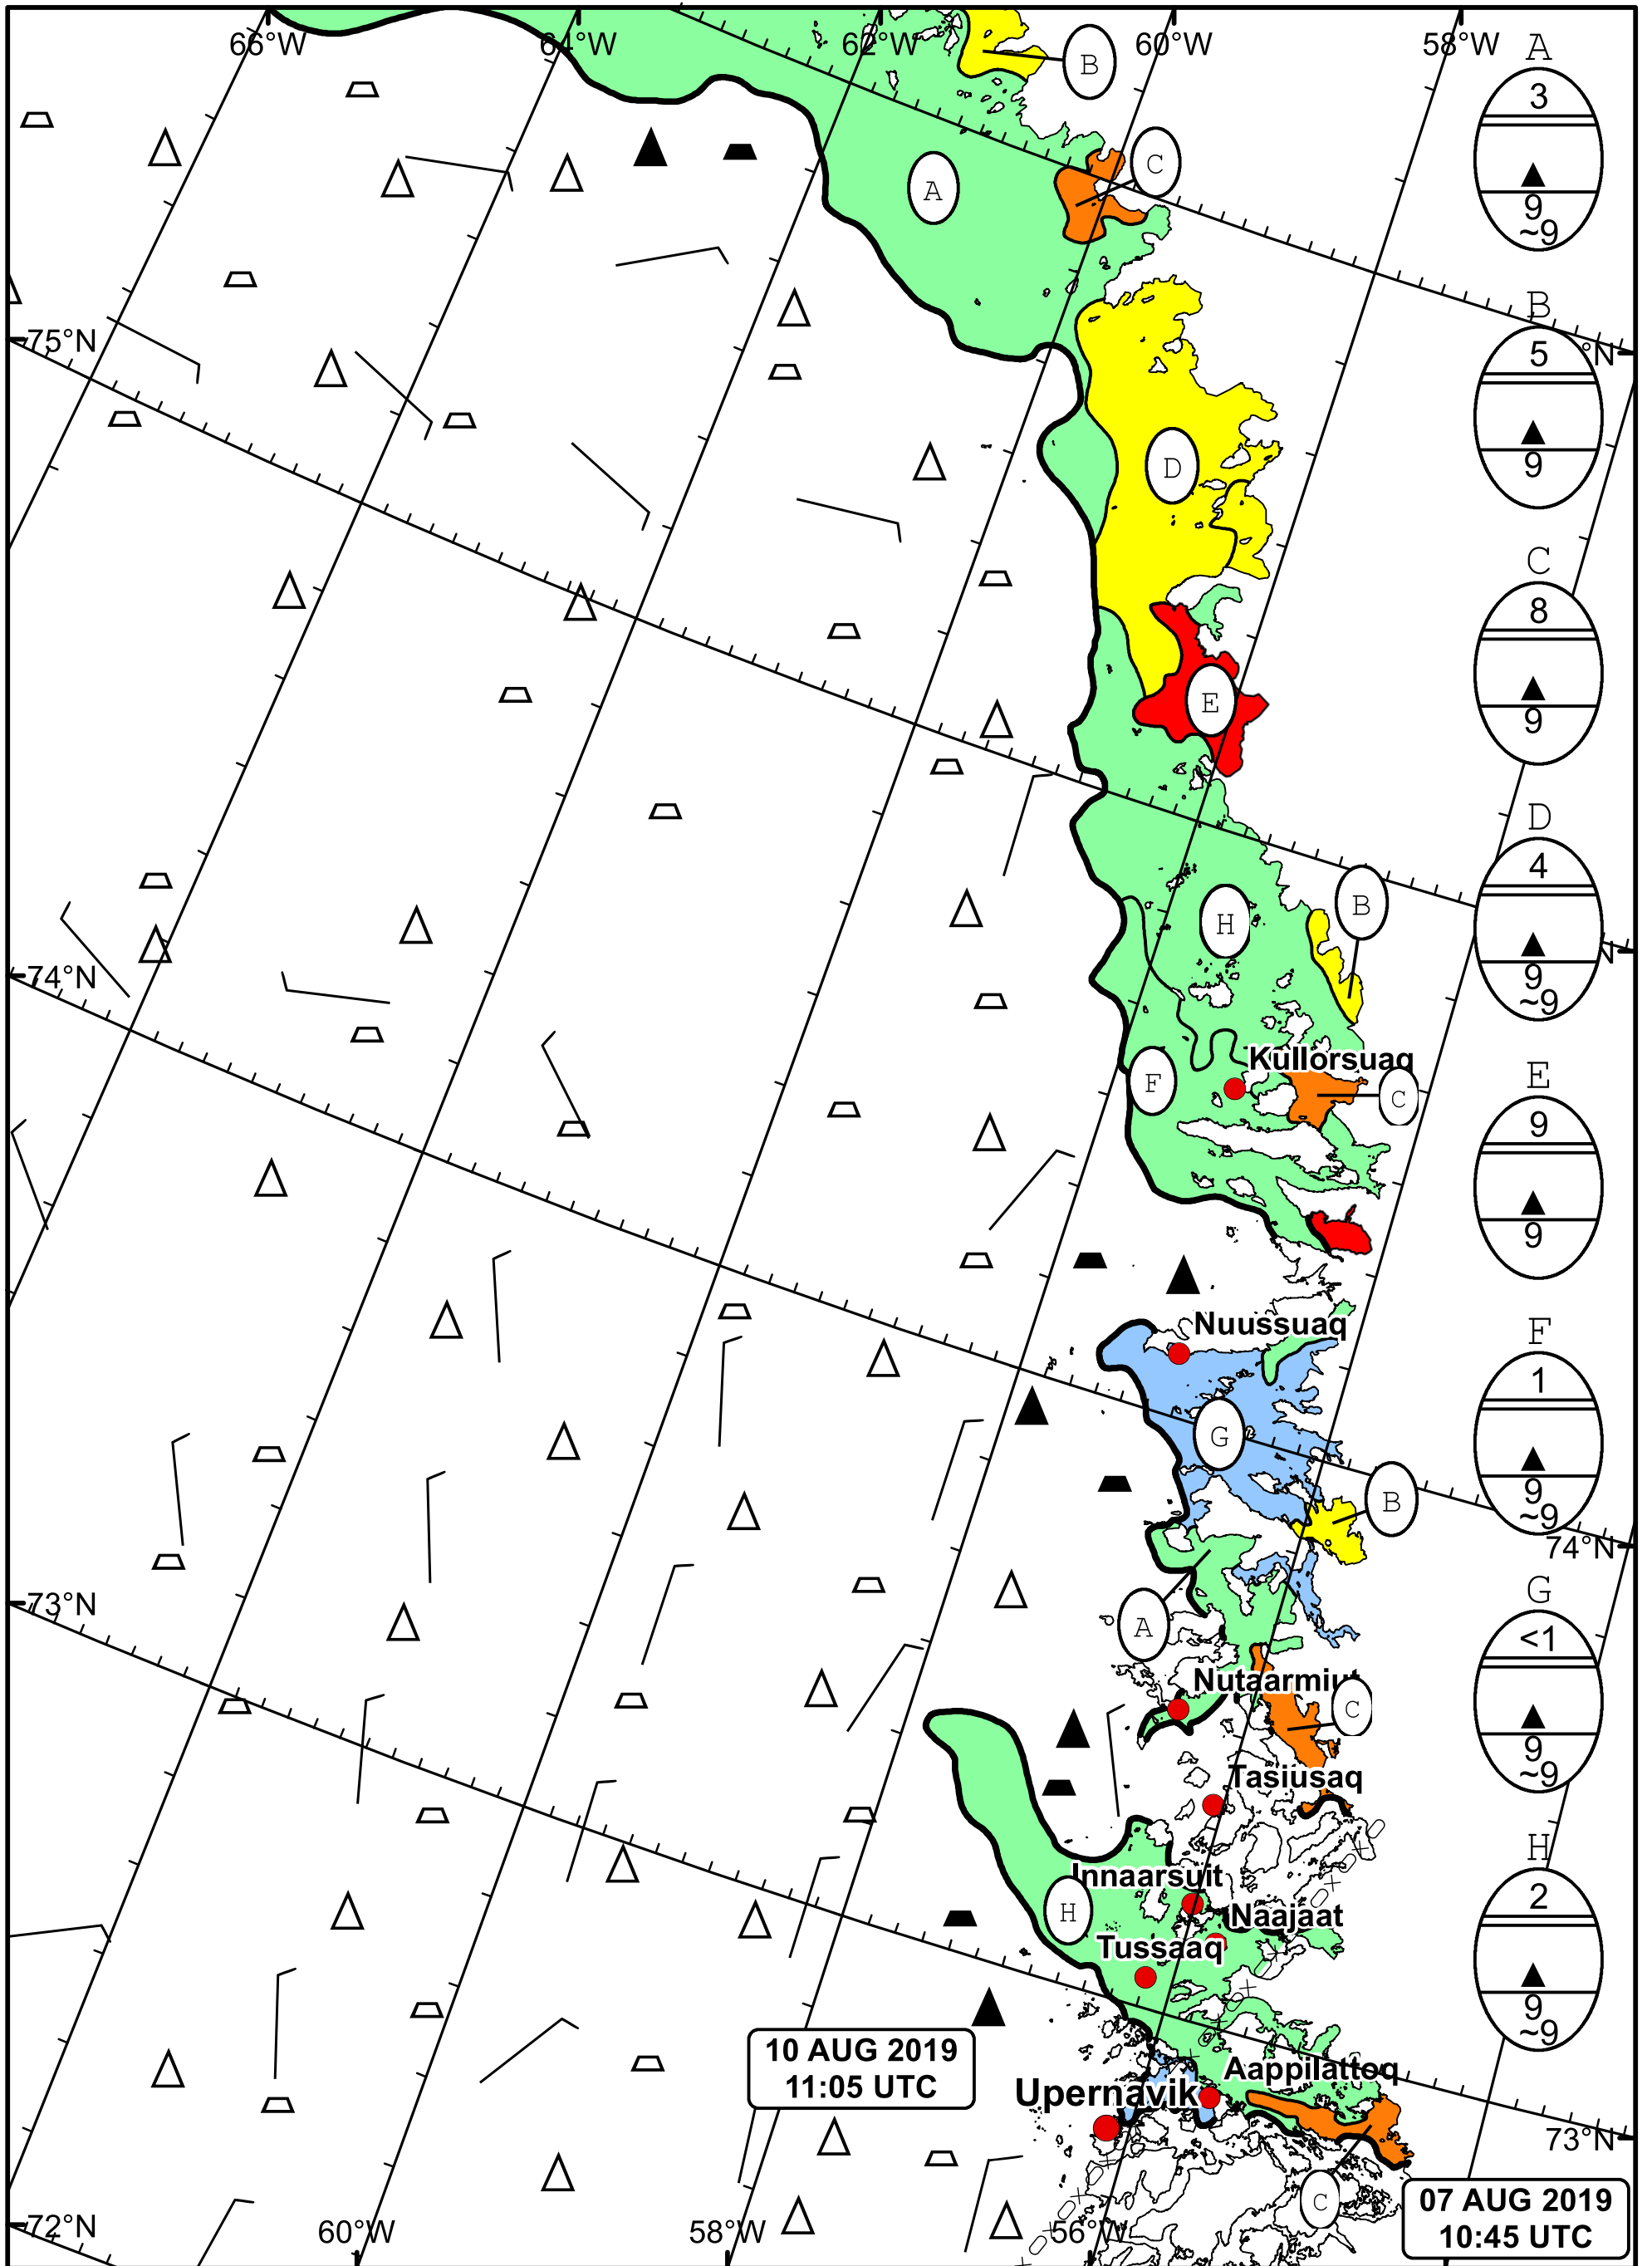 66°W
64°W
62°W
60°W
58°W
A
3
9
~9
B
C
A
B
5
9
°N
75°N
D
C
8
9
E
D
4
9
~9
N
B
H
74°N
Kullorsuaq
F
C
E
9
9
Nuussuaq
F
1
9
~9
G
B
74°N
73°N
G
<1
9
~9
A
Nutaarmiut
C
Tasiusaq
H
2
9
~9
Innaarsuit
H
Naajaat
Tussaaq
10 AUG 2019
11:05 UTC
Aappilattoq
Upernavik
73°N
C
07 AUG 2019
10:45 UTC
72°N
60°W
58°W
56°W